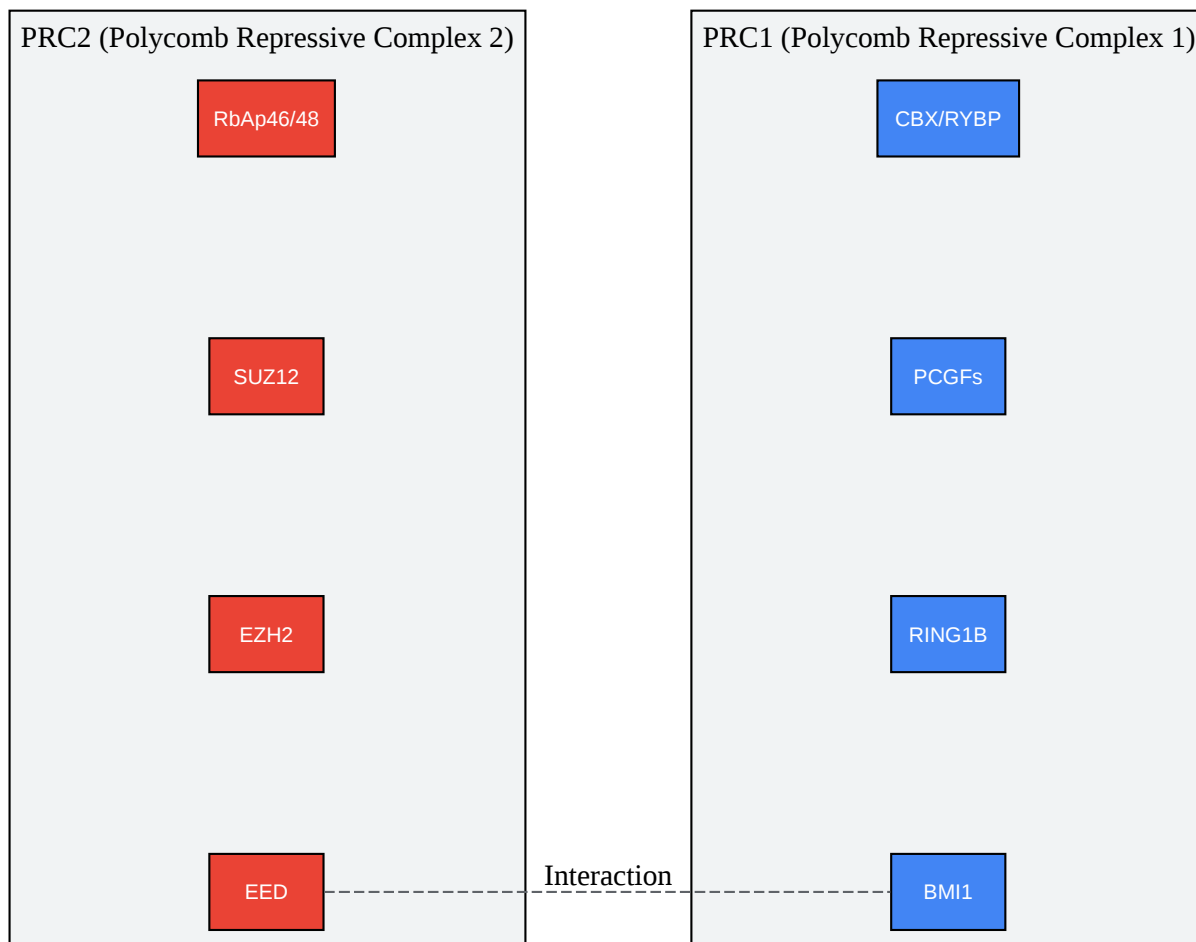 PRC2 (Polycomb Repressive Complex 2)
RbAp46/48
SUZ12
EZH2
EED
Interaction
PRC1 (Polycomb Repressive Complex 1)
CBX/RYBP
PCGFs
RING1B
BMI1